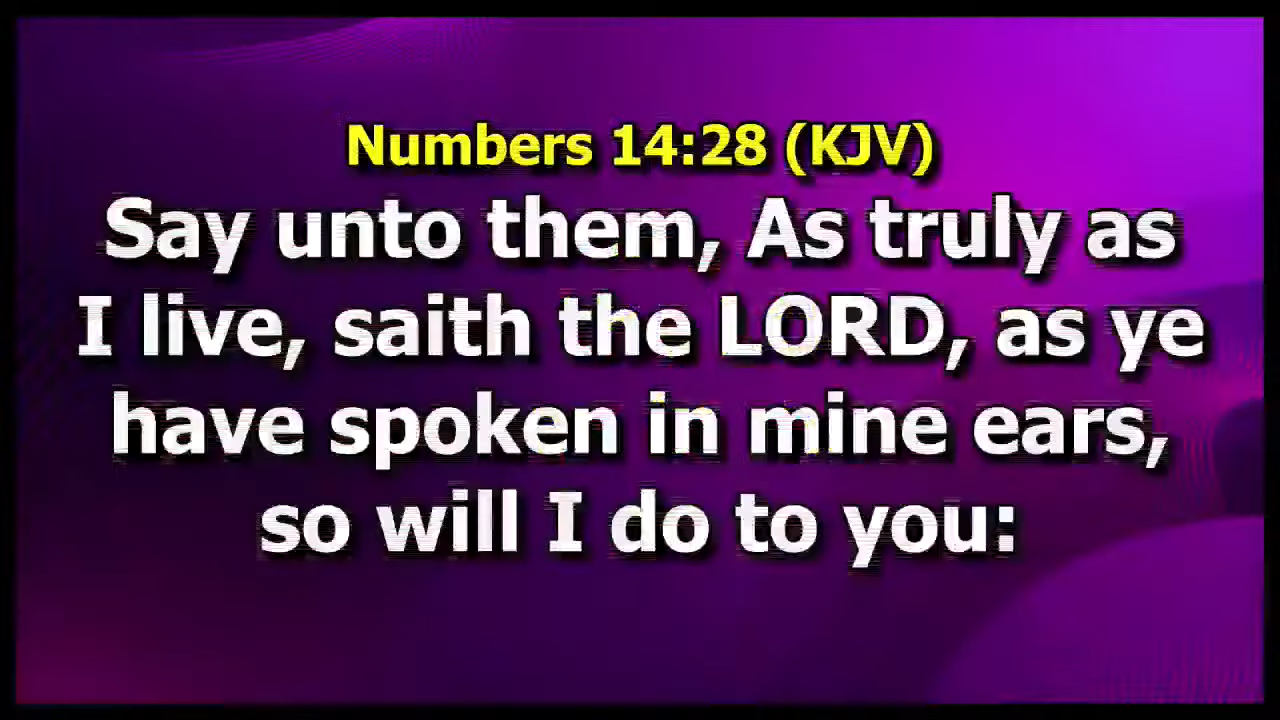 Numbers 14:28 (KJV)
Say unto them, As truly as
I live, saith the LORD, as ye
have spoken in mine ears,
so will I do to you: